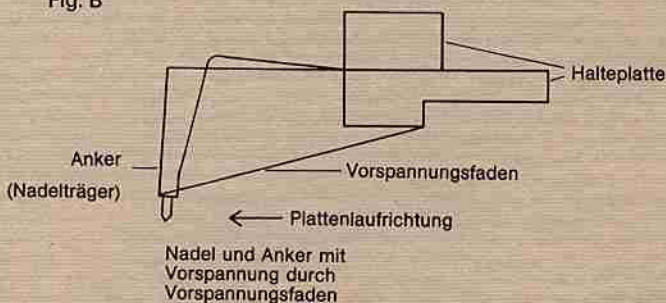 Fig. B
Halteplatte
Anker
(Nadelträger)
Vorspannungsfaden
Plattenlaufrichtung
Nadel und Anker mit
Vorspannung durch
Vorspannungsfaden